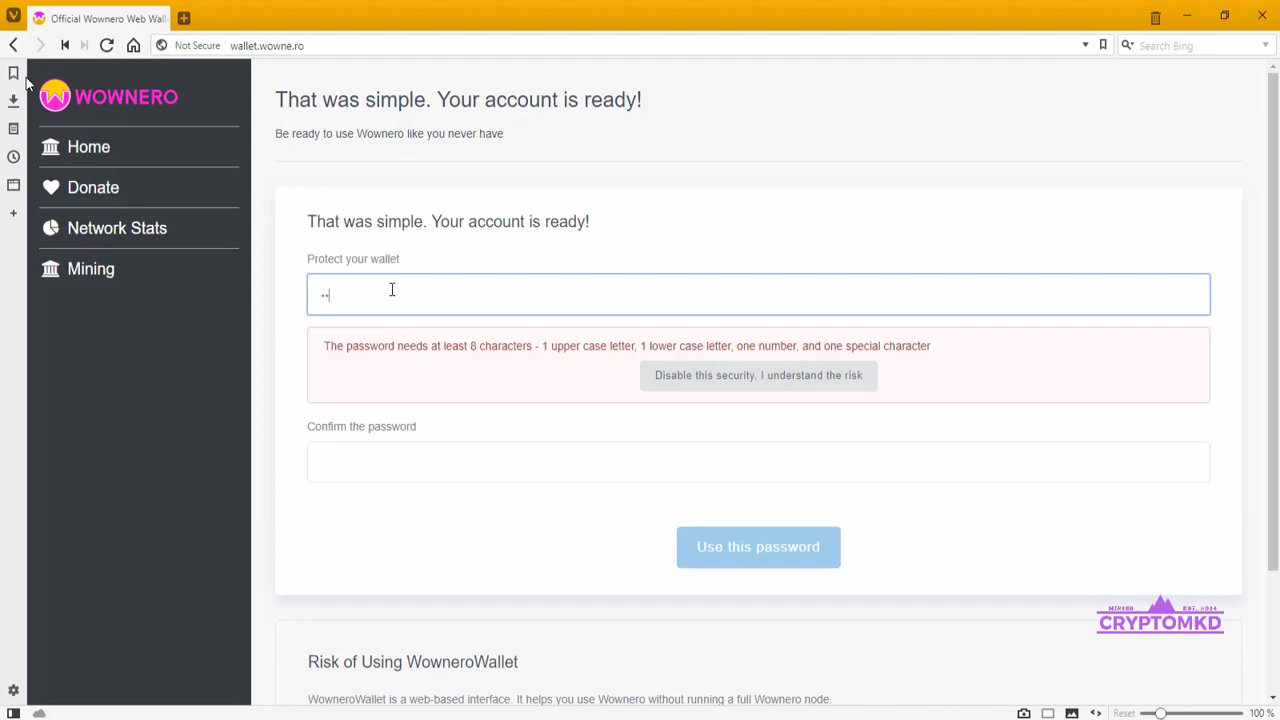 Official Wownero Web Wall
Not Secure wallet.wowne.ro
Search Bing
WOWNERO
Home
Donate
Network Stats
Mining
That was simple. Your account is ready!
Be ready to use Wownero like you never have
That was simple. Your account is ready!
Protect your wallet
The password needs at least 8 characters - 1 upper case letter, 1 lower case letter, one number, and one special character
Disable this security, I understand the risk
Confirm the password
Use this password
MINING EST. 2014
CRYPTOMKD
Risk of Using WowneroWallet
WowneroWallet is a web-based interface. It helps you use Wownero without running a full Wownero node.
Reset 100 %